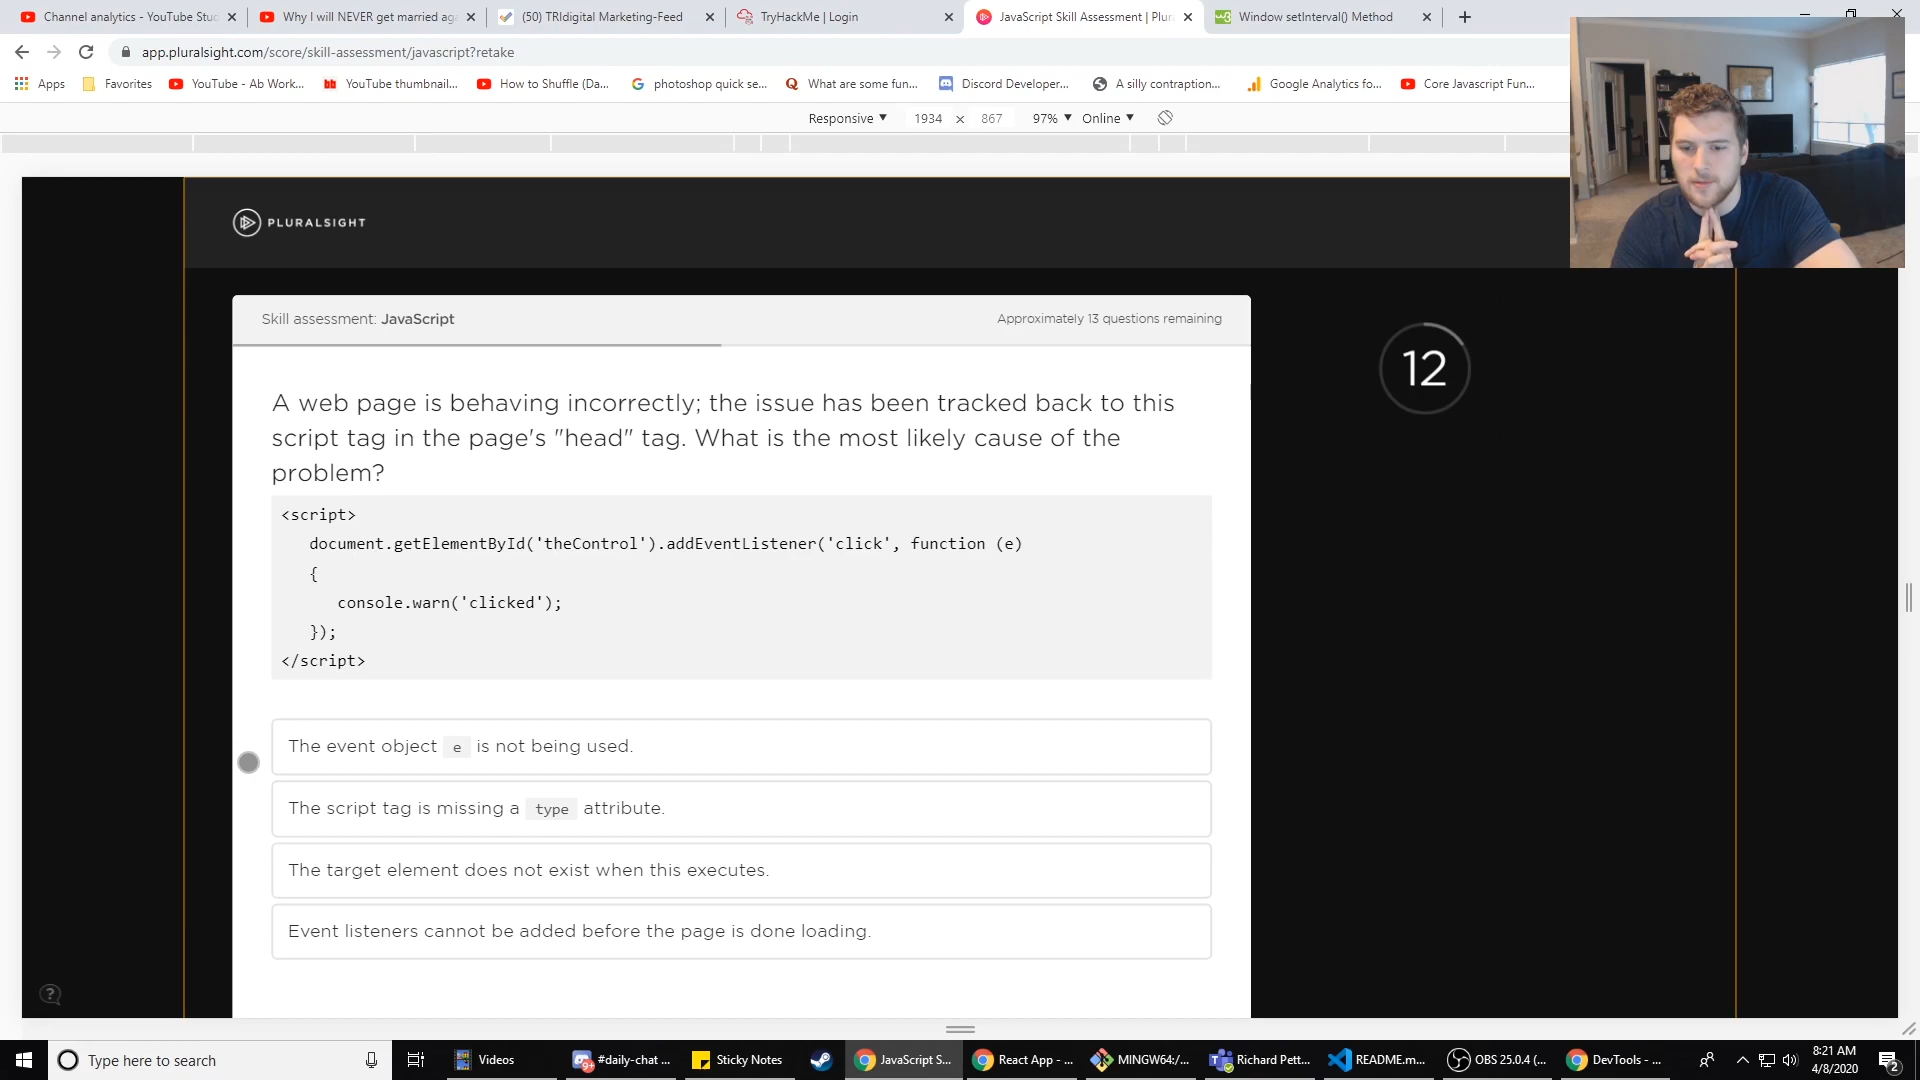 Channel analytics - YouTube Stu
Why I will NEVER get married aga
(50) TRIdigital Marketing-Feed
TryHackMe | Login
JavaScript Skill Assessment | Plur
Window setInterval() Method
app.pluralsight.com/score/skill-assessment/javascript?retake
Apps
Favorites
YouTube - Ab Work...
YouTube thumbnail...
How to Shuffle (Da...
photoshop quick se...
What are some fun...
Discord Developer...
A silly contraption...
Google Analytics fo...
Core Javascript Fun...
Responsive ▼ 1934 × 867 97% ▼ Online ▼
PLURALSIGHT
Skill assessment: JavaScript
Approximately 13 questions remaining
12
A web page is behaving incorrectly; the issue has been tracked back to this
script tag in the page's "head" tag. What is the most likely cause of the
problem?
<script>
document.getElementById('theControl').addEventListener('click', function (e)
{
console.warn('clicked');
});
</script>
The event object e is not being used.
The script tag is missing a type attribute.
The target element does not exist when this executes.
Event listeners cannot be added before the page is done loading.
?
Type here to search
Videos
#daily-chat ...
9+
Sticky Notes
JavaScript S...
React App - ...
MINGW64:/...
Richard Pett...
README.m...
OBS 25.0.4 (...
DevTools - ...
8:21 AM
4/8/2020
2